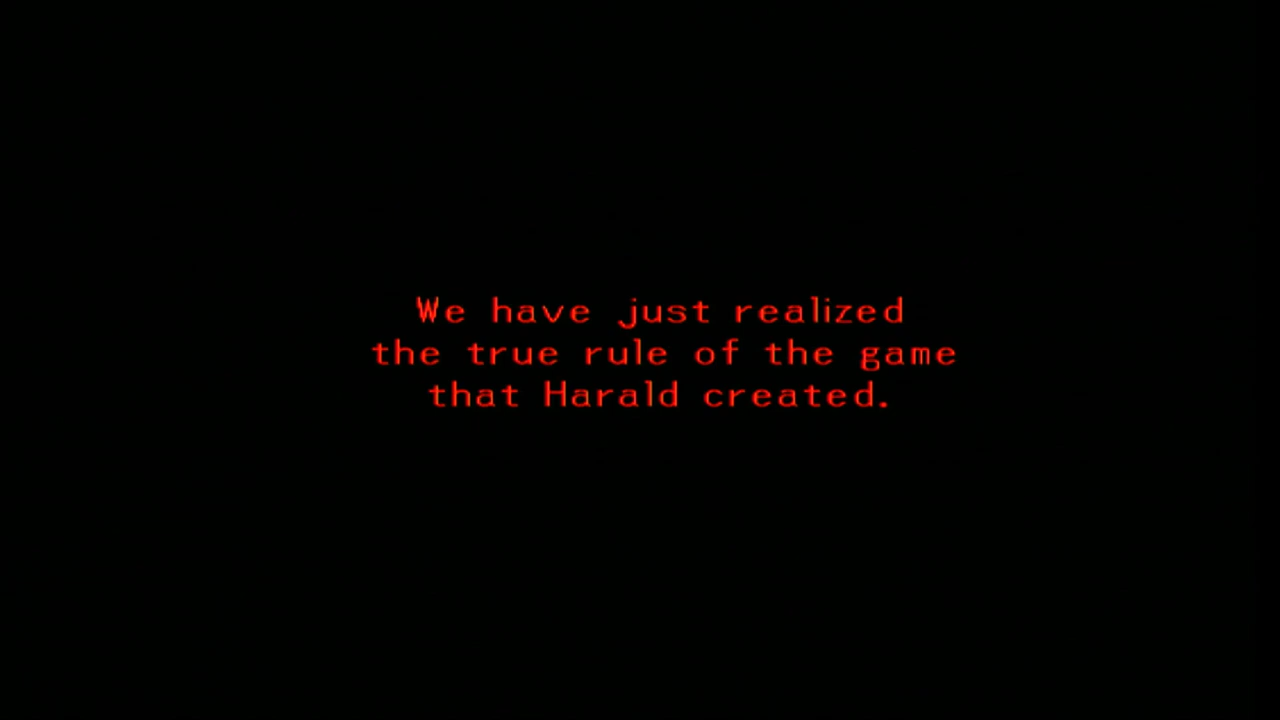 We have just realized
the true rule of the game
that Harald created.